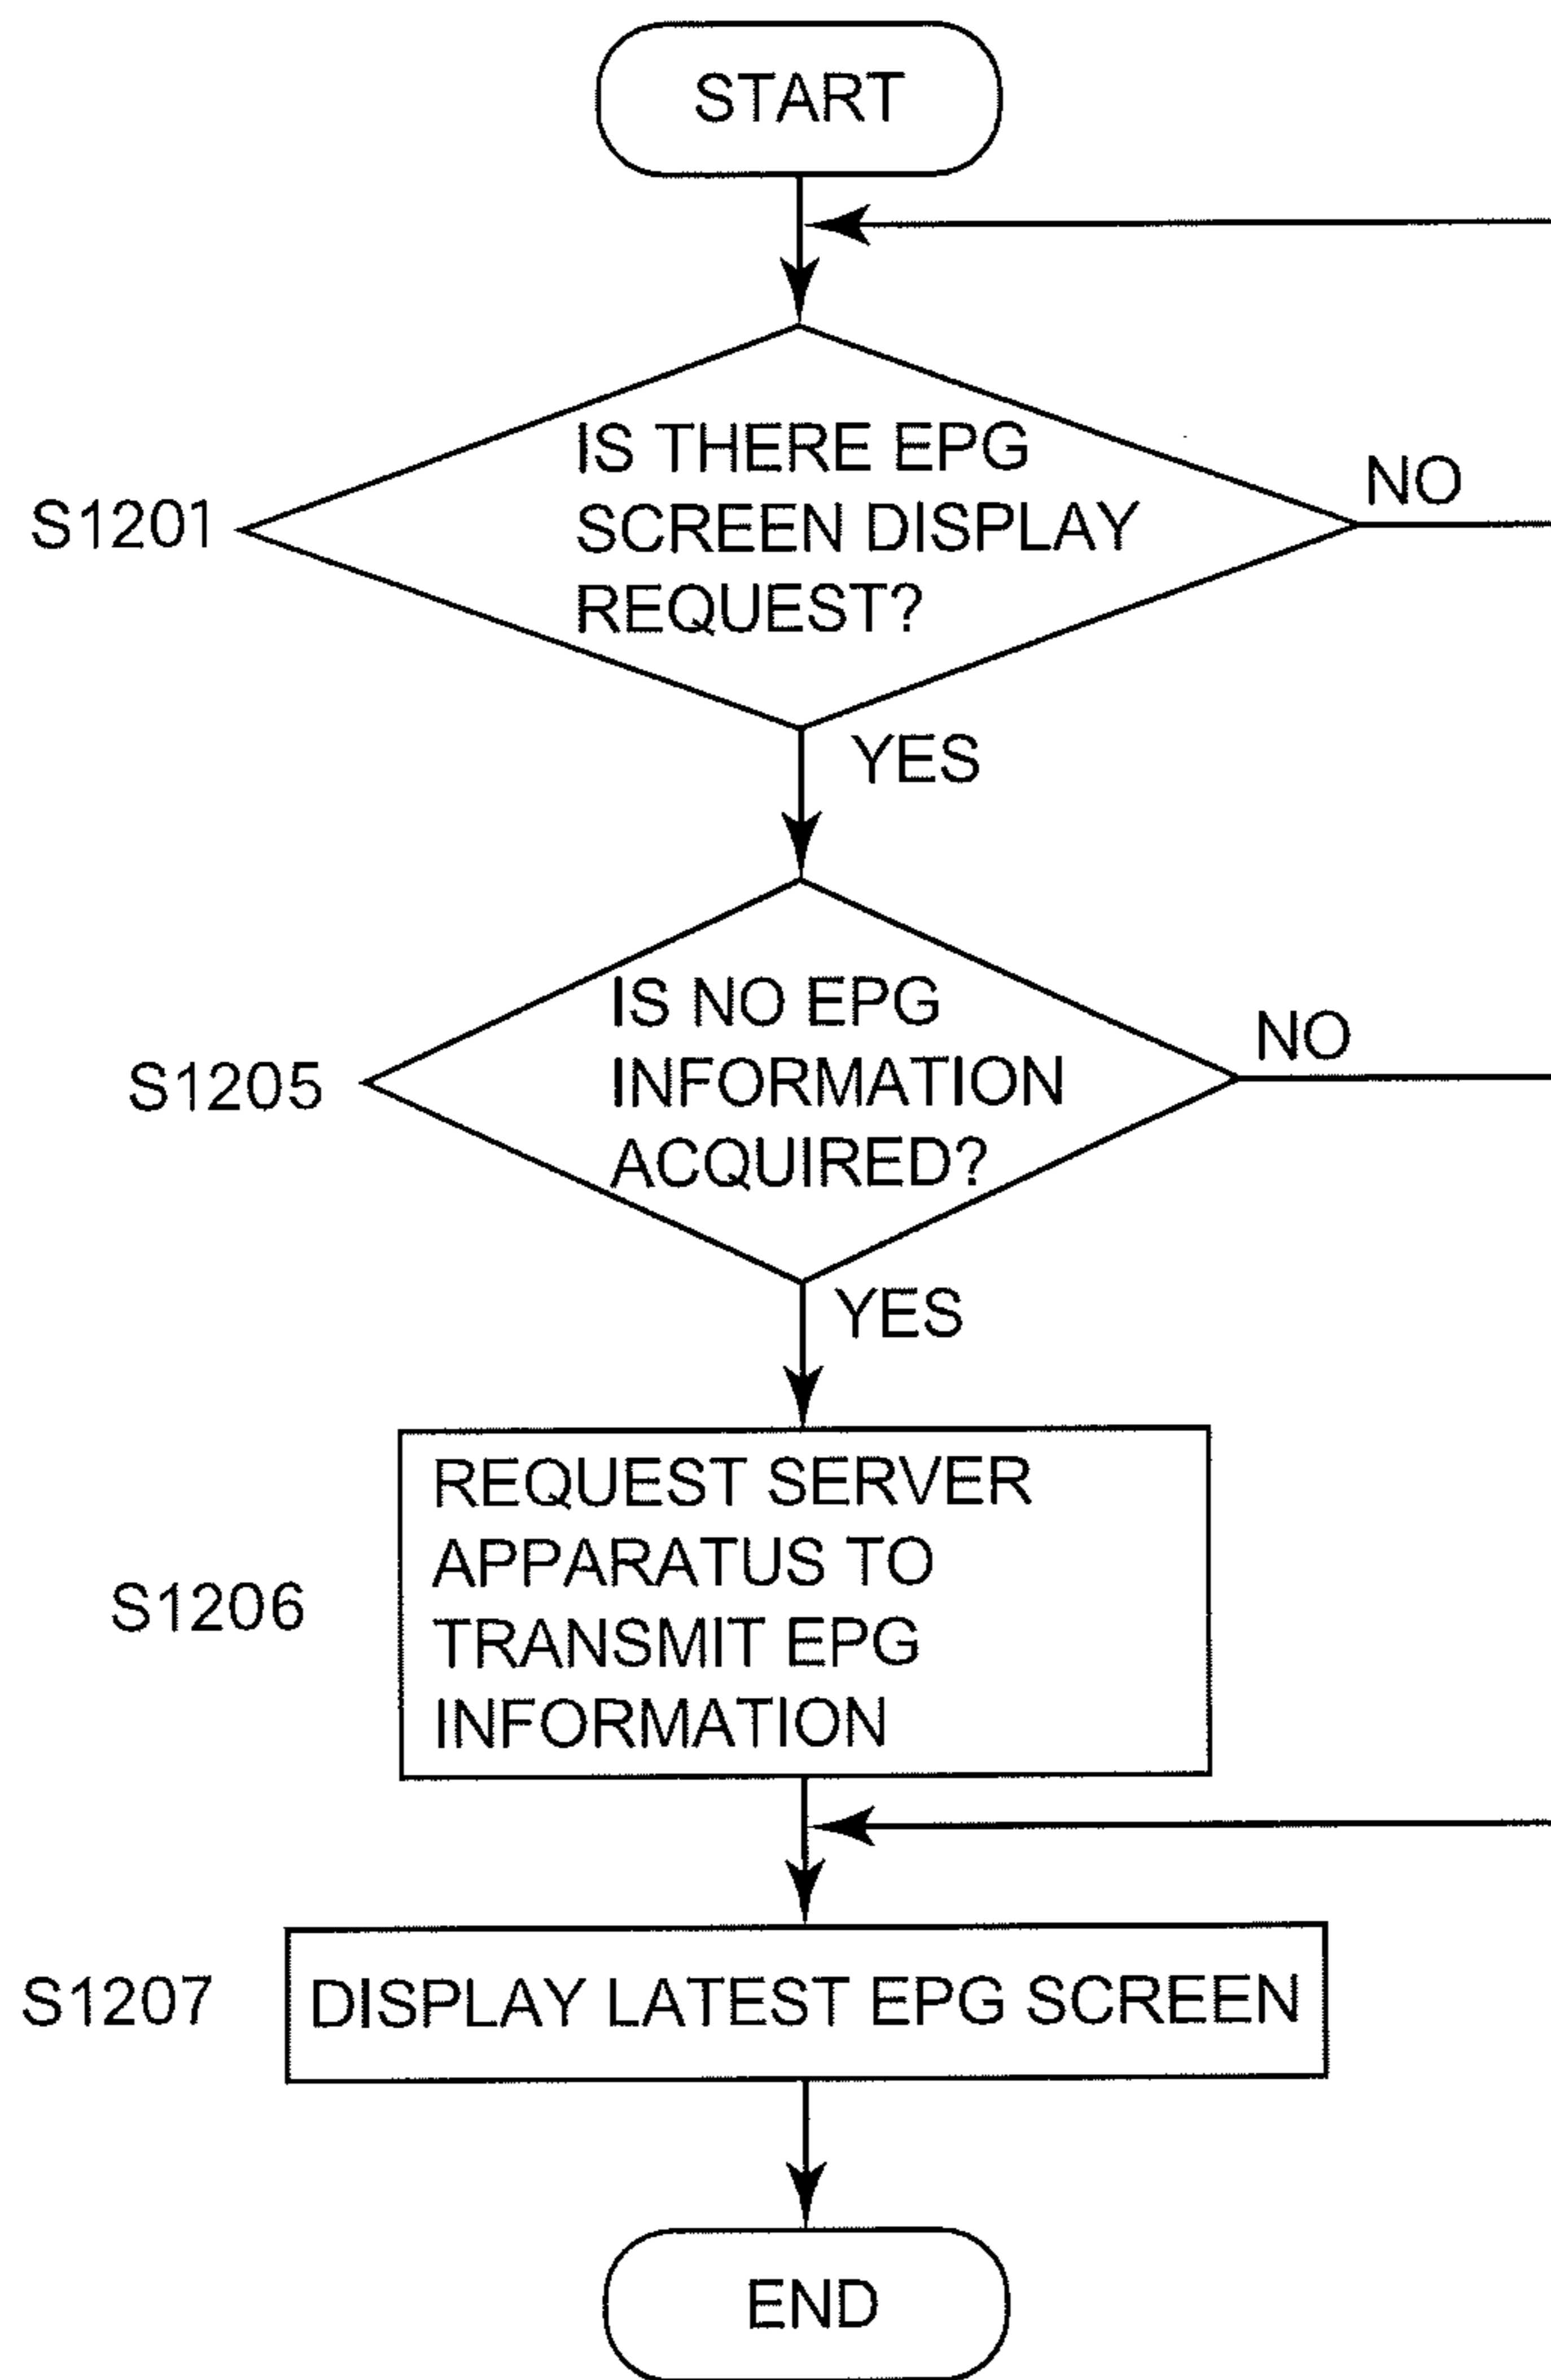 START
IS THERE EPG
SCREEN DISPLAY
REQUEST?
S1201
NO
YES
IS NO EPG
INFORMATION
ACQUIRED?
S1205
NO
YES
REQUEST SERVER
APPARATUS TO
TRANSMIT EPG
INFORMATION
S1206
S1207
DISPLAY LATEST EPG SCREEN
END